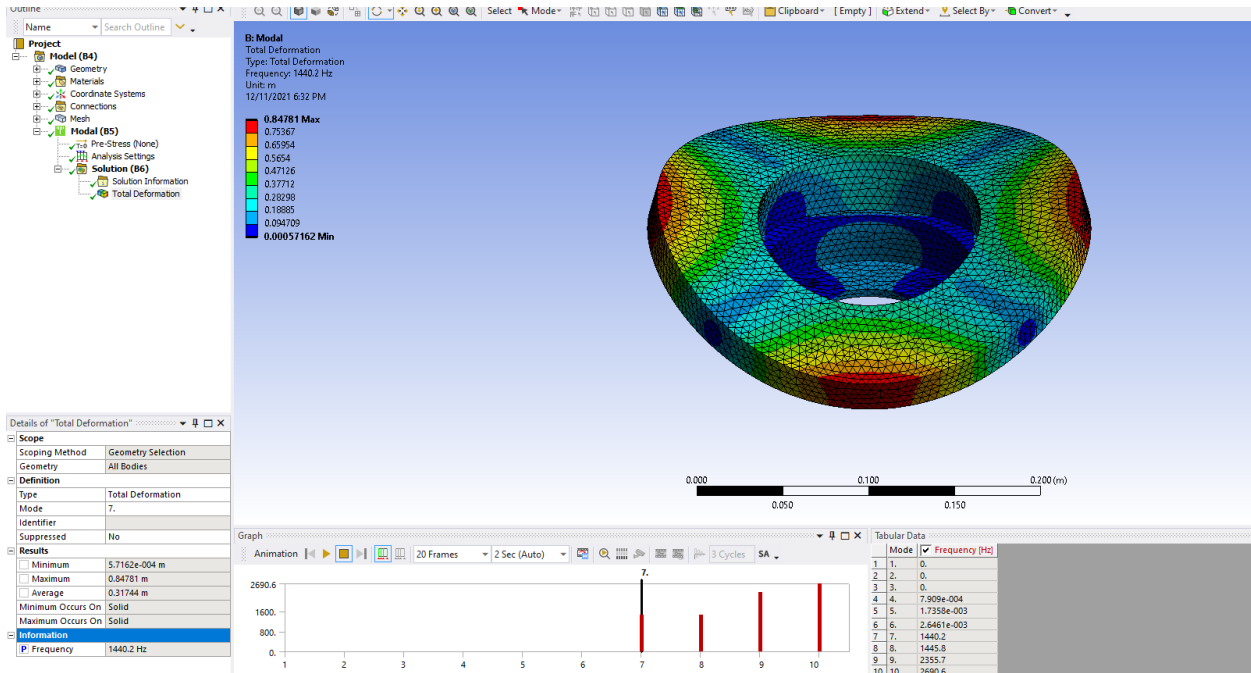 Outline
Name Search Outline
Project
Model (B4)
Geometry
Materials
Coordinate Systems
Connections
Mesh
Modal (B5)
Pre-Stress (None)
Analysis Settings
Solution (B6)
Solution Information
Total Deformation
Select Mode Clipboard [ Empty ] Extend Select By Convert
B: Modal
Total Deformation
Type: Total Deformation
Frequency: 1440.2 Hz
Unit: m
12/11/2021 6:32 PM
0.84781 Max
0.75367
0.65954
0.5654
0.47126
0.37712
0.28298
0.18885
0.094709
0.00057162 Min
0.000 0.100 0.200 (m)
0.050 0.150
Details of "Total Deformation"
Scope
Scoping Method Geometry Selection
Geometry All Bodies
Definition
Type Total Deformation
Mode 7.
Identifier
Suppressed No
Results
Minimum 5.7162e-004 m
Maximum 0.84781 m
Average 0.31744 m
Minimum Occurs On Solid
Maximum Occurs On Solid
Information
P Frequency 1440.2 Hz
Graph
Animation 20 Frames 2 Sec (Auto) 3 Cycles SA
7.
2690.6
1600.
800.
0.
1 2 3 4 5 6 7 8 9 10
Tabular Data
Mode Frequency [Hz]
1 1. 0.
2 2. 0.
3 3. 0.
4 4. 7.909e-004
5 5. 1.7358e-003
6 6. 2.6461e-003
7 7. 1440.2
8 8. 1445.8
9 9. 2355.7
10 10. 2690.6